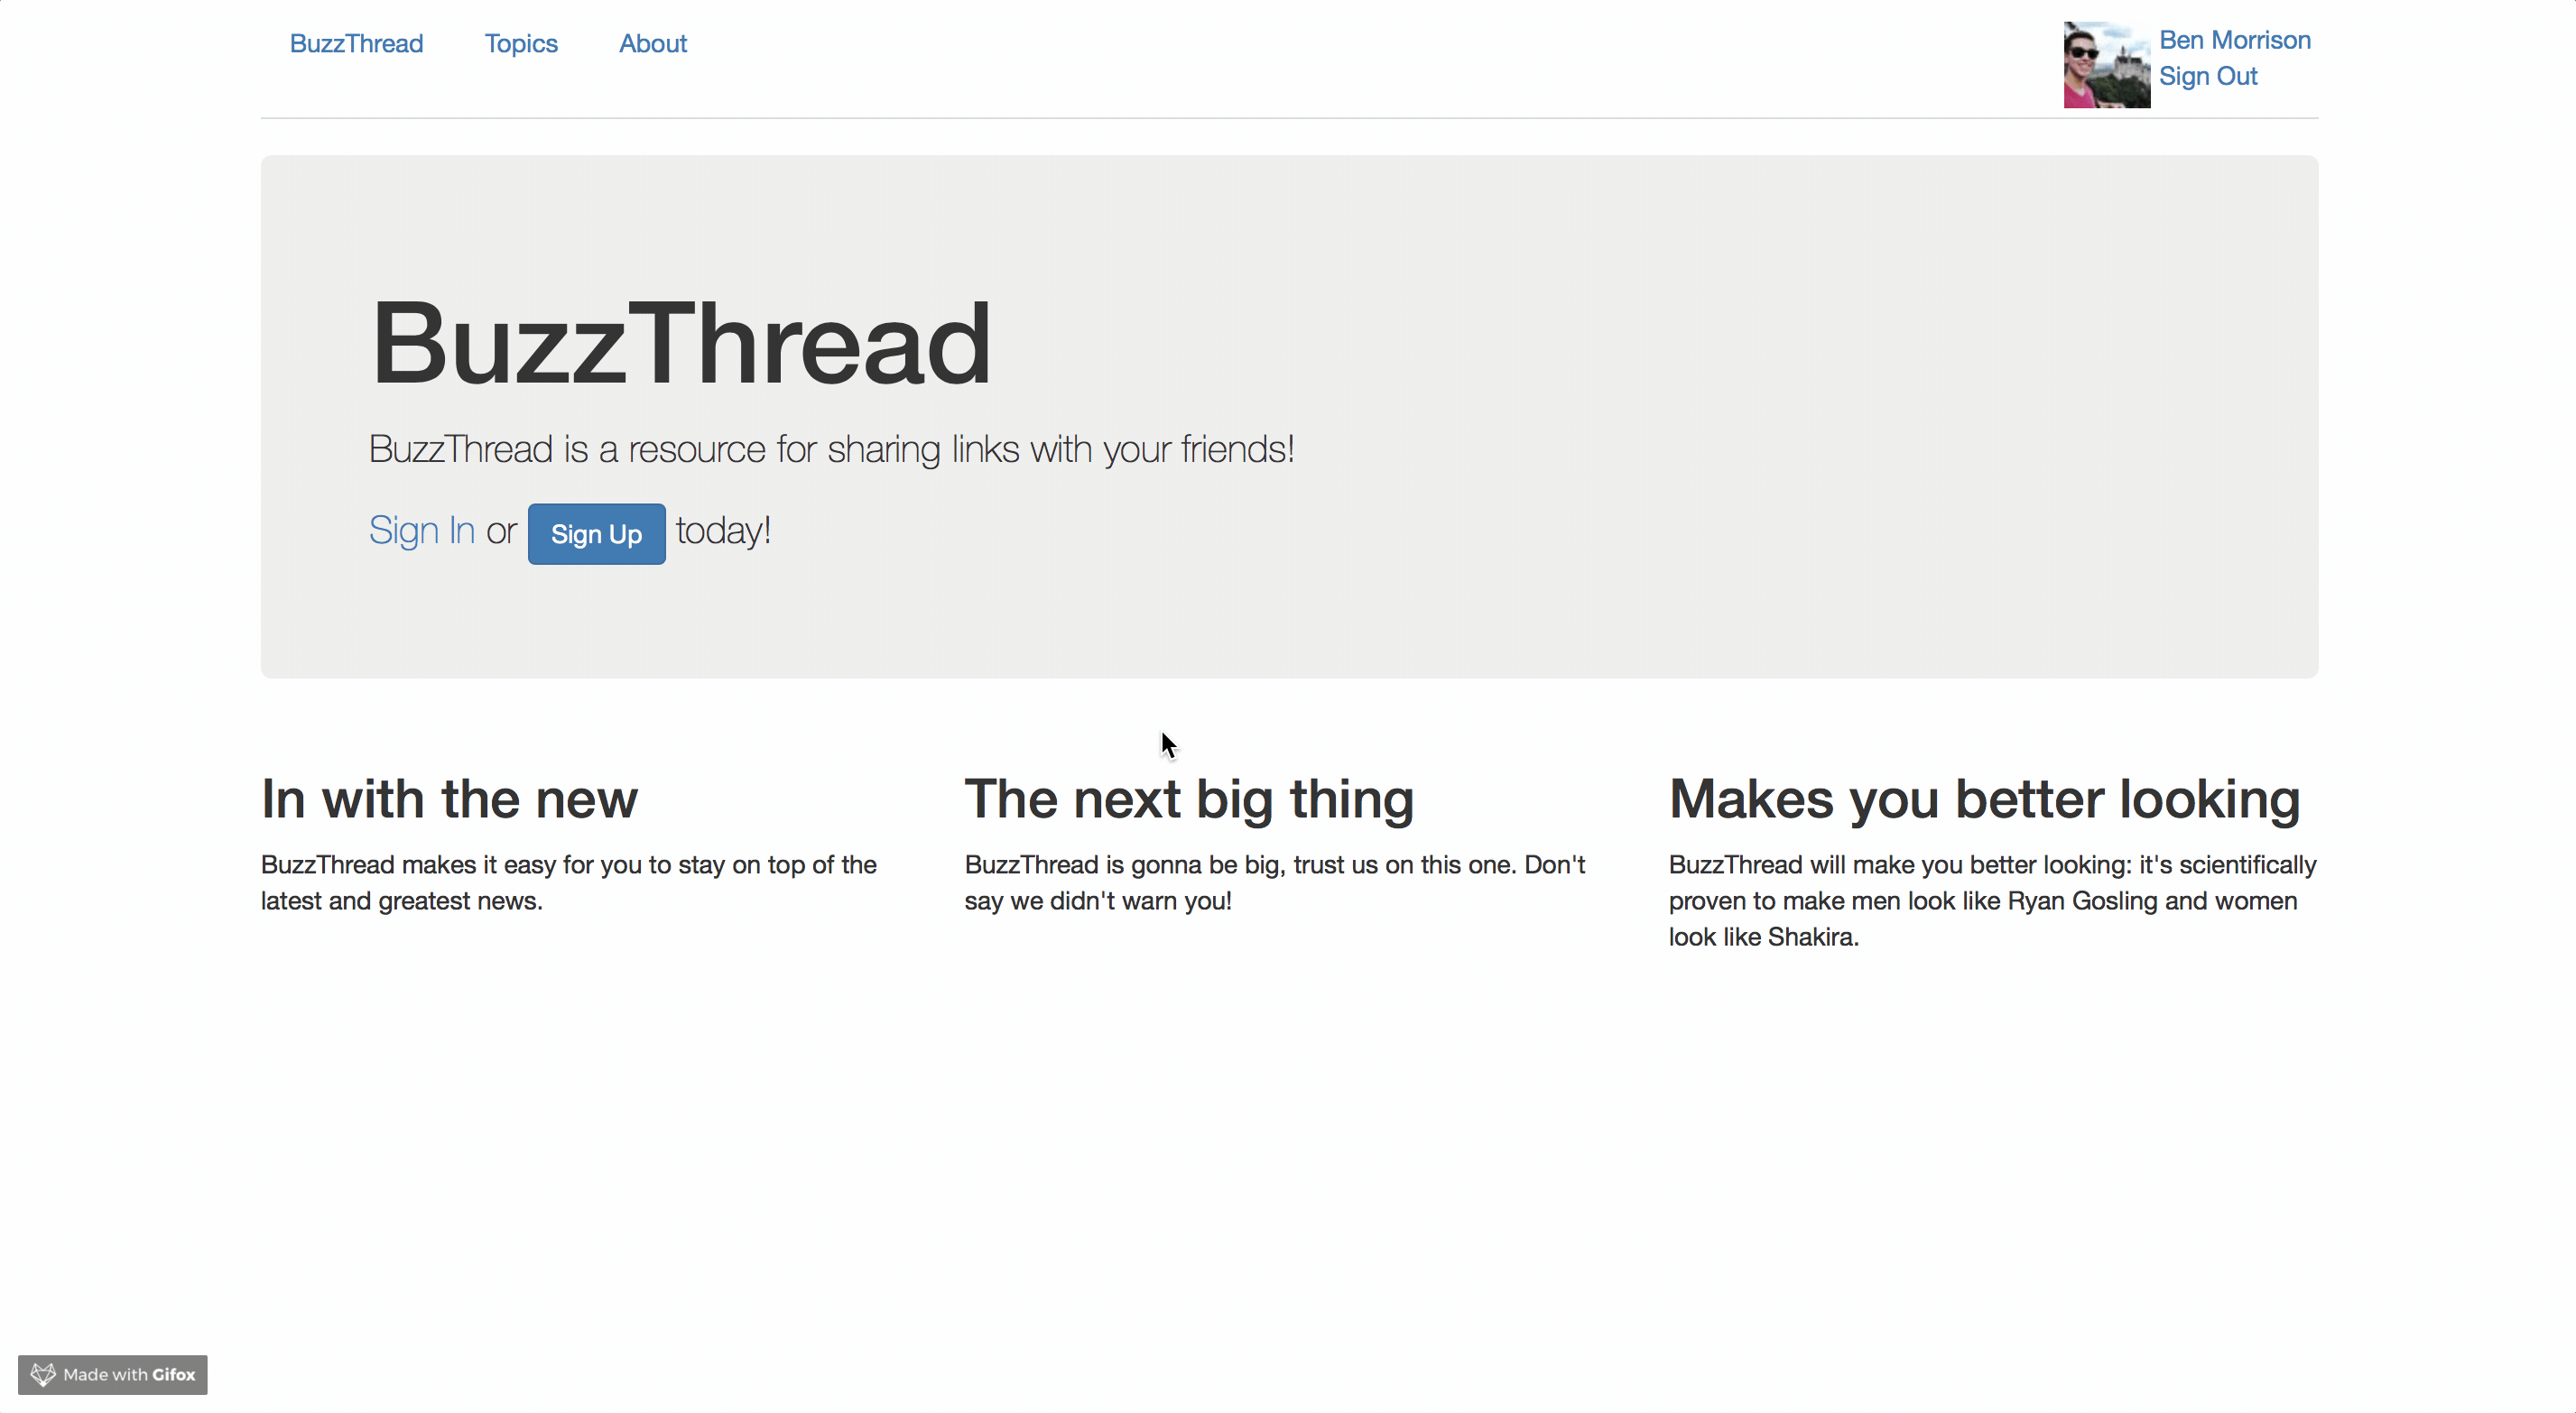 BuzzThread Topics About
Ben Morrison
Sign Out
BuzzThread
BuzzThread is a resource for sharing links with your friends!
Sign In or Sign Up today!
In with the new
BuzzThread makes it easy for you to stay on top of the
latest and greatest news.
The next big thing
BuzzThread is gonna be big, trust us on this one. Don't
say we didn't warn you!
Makes you better looking
BuzzThread will make you better looking: it's scientifically
proven to make men look like Ryan Gosling and women
look like Shakira.
Made with Gifox